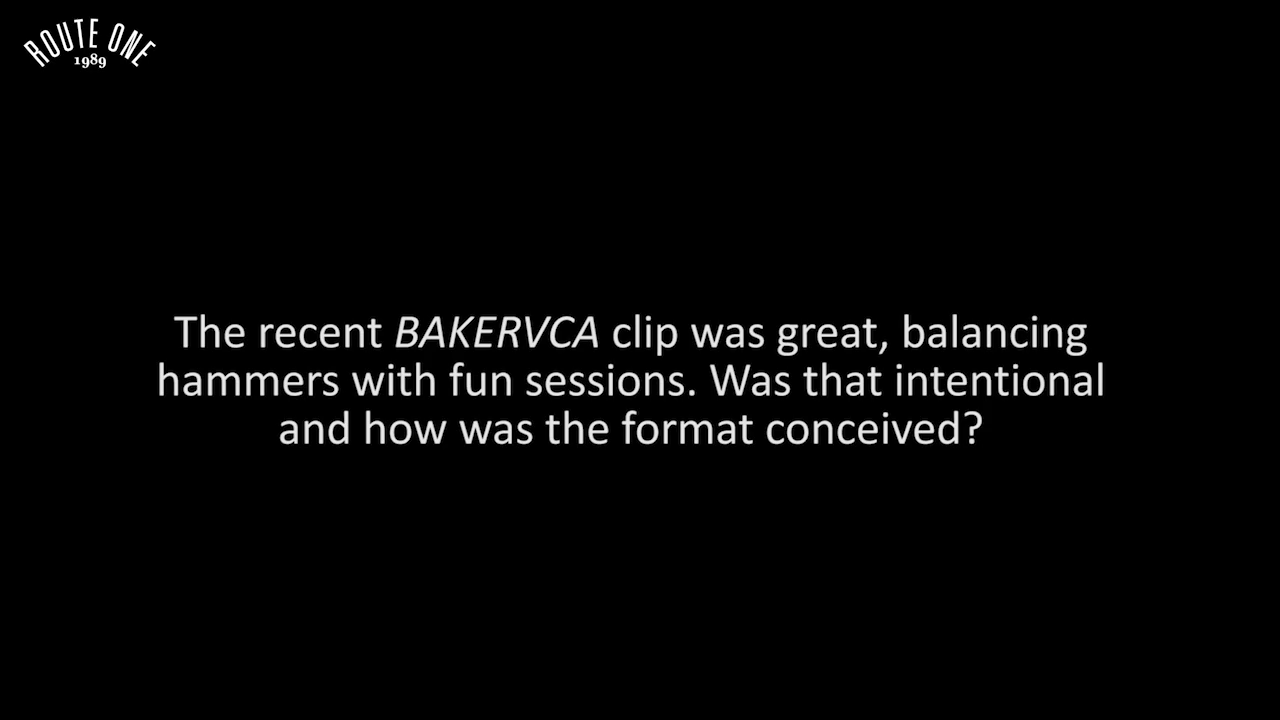 ROUTE ONE
1989
The recent BAKERVCA clip was great, balancing
hammers with fun sessions. Was that intentional
and how was the format conceived?